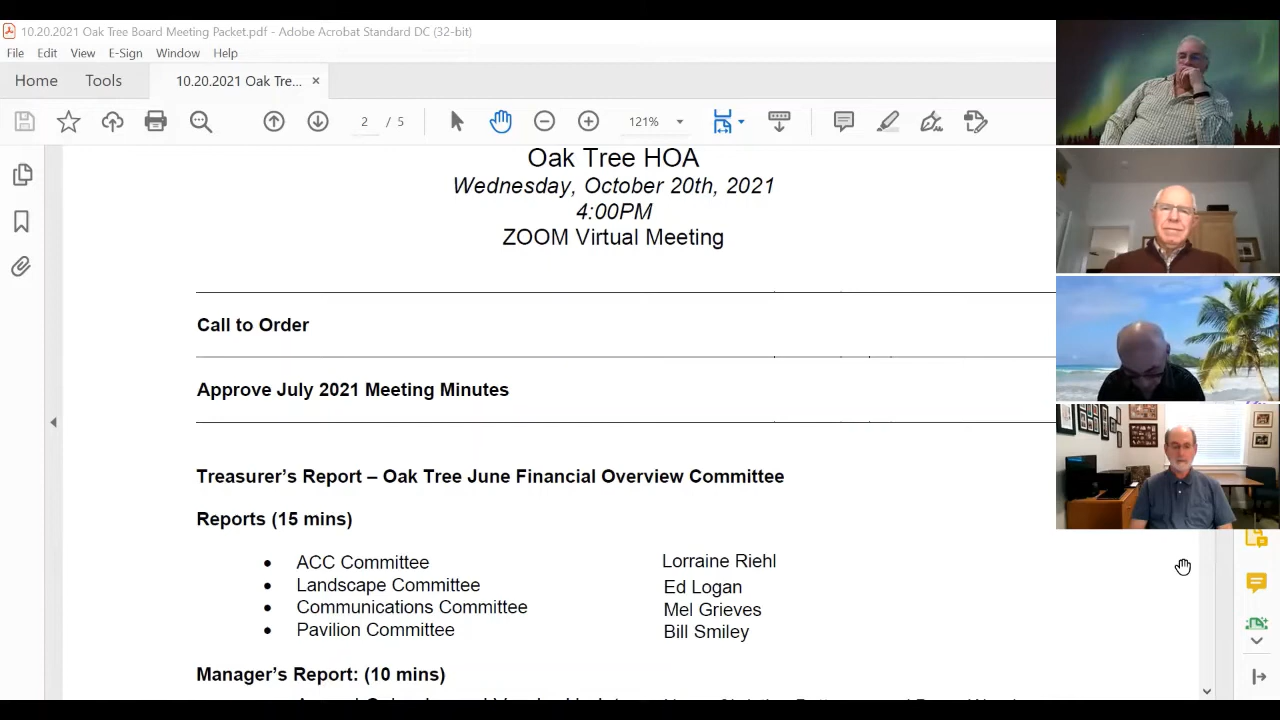 10.20.2021 Oak Tree Board Meeting Packet.pdf - Adobe Acrobat Standard DC (32-bit)
File Edit View E-Sign Window Help
Home Tools 10.20.2021 Oak Tre... ×
2 / 5 121%
Oak Tree HOA
Wednesday, October 20th, 2021
4:00PM
ZOOM Virtual Meeting
Call to Order
Approve July 2021 Meeting Minutes
Treasurer's Report – Oak Tree June Financial Overview Committee
Reports (15 mins)
• ACC Committee Lorraine Riehl
• Landscape Committee Ed Logan
• Communications Committee Mel Grieves
• Pavilion Committee Bill Smiley
Manager's Report: (10 mins)